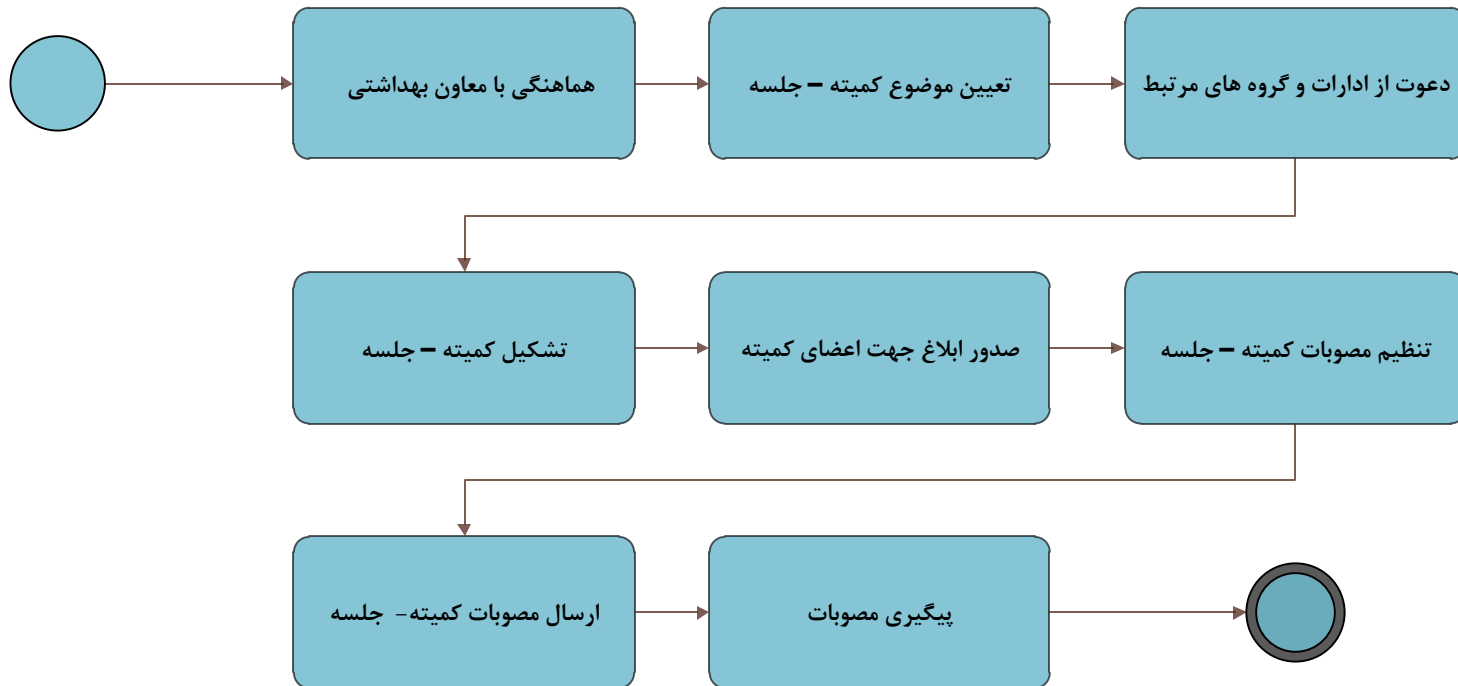 هماهنگی با معاون بهداشتی
تعیین موضوع کمیته – جلسه
دعوت از ادارات و گروه های مرتبط
تشکیل کمیته – جلسه
صدور ابلاغ جهت اعضای کمیته
تنظیم مصوبات کمیته – جلسه
ارسال مصوبات کمیته- جلسه
پیگیری مصوبات